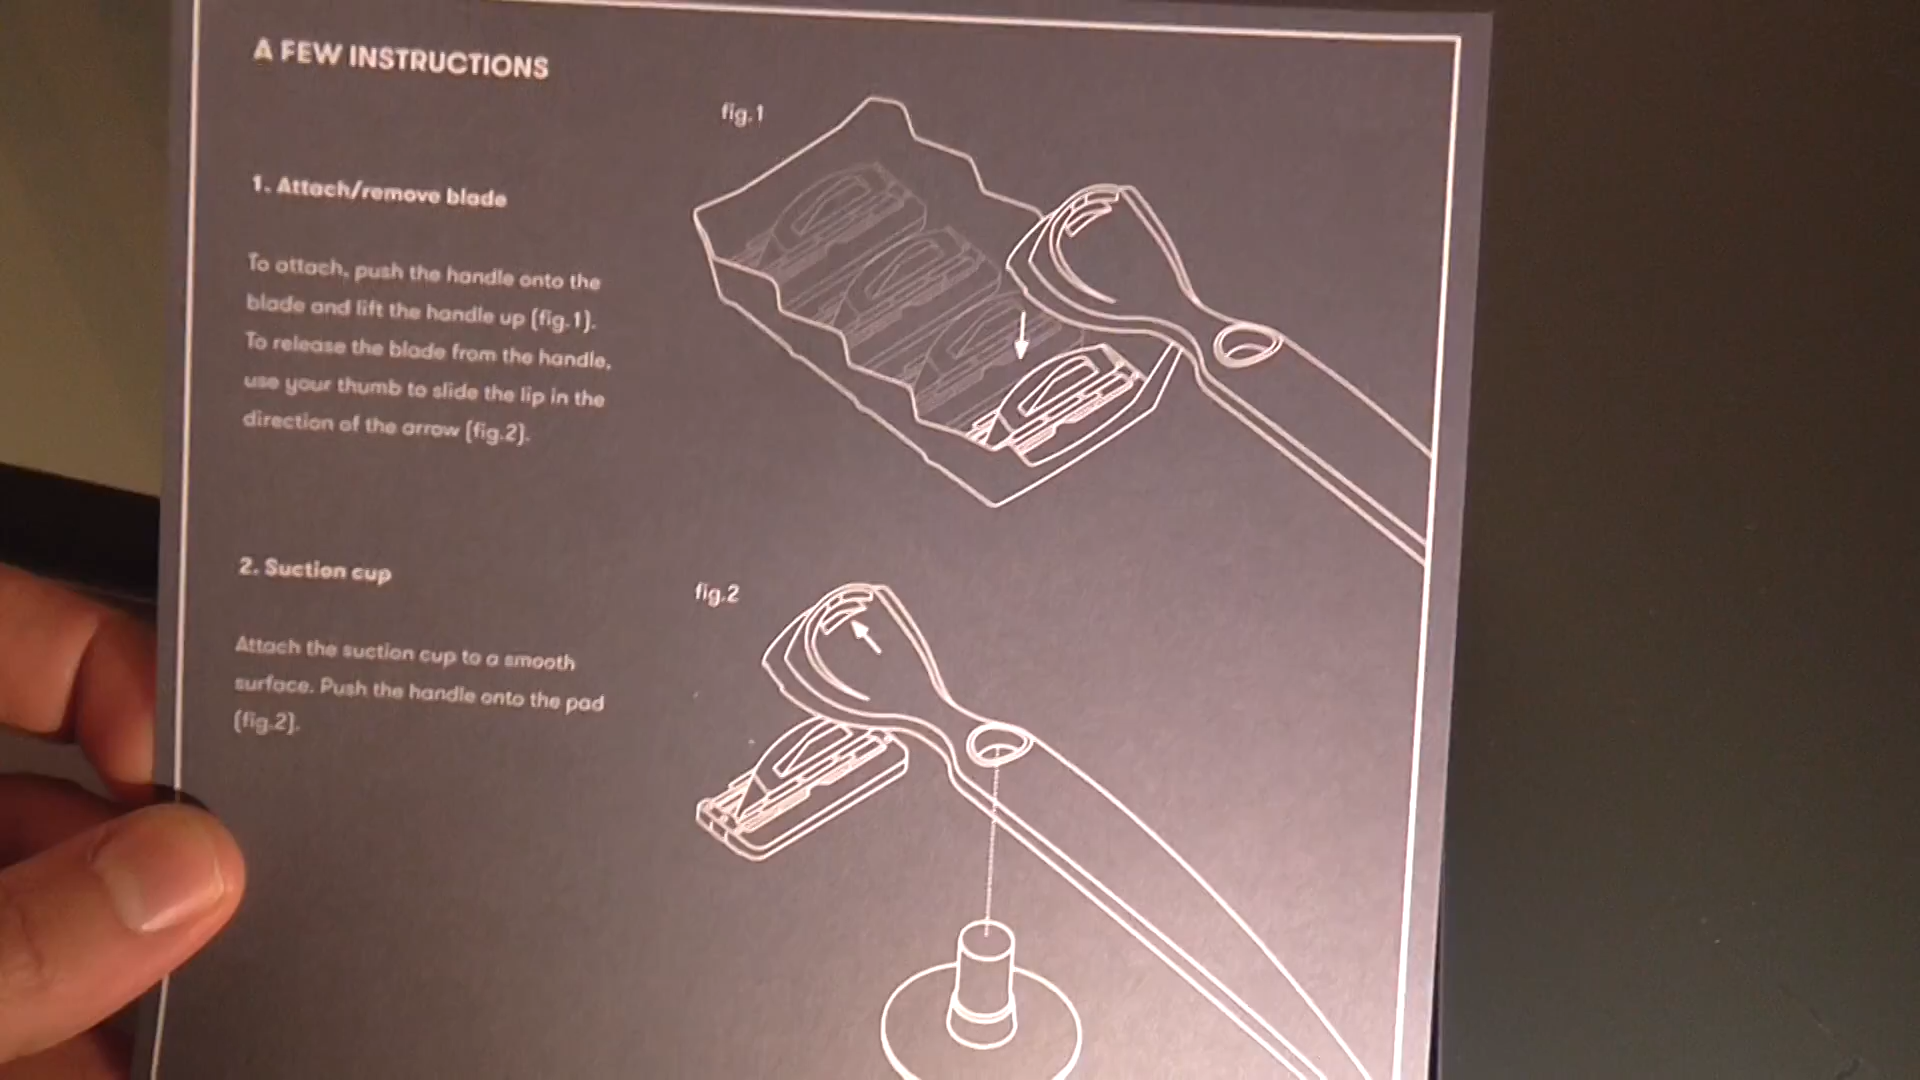 A FEW INSTRUCTIONS
fig.1
1. Attach/remove blade
To attach, push the handle onto the
blade and lift the handle up (fig.1).
To release the blade from the handle,
use your thumb to slide the lip in the
direction of the arrow (fig.2).
2. Suction cup
fig.2
Attach the suction cup to a smooth
surface. Push the handle onto the pad
(fig.2).